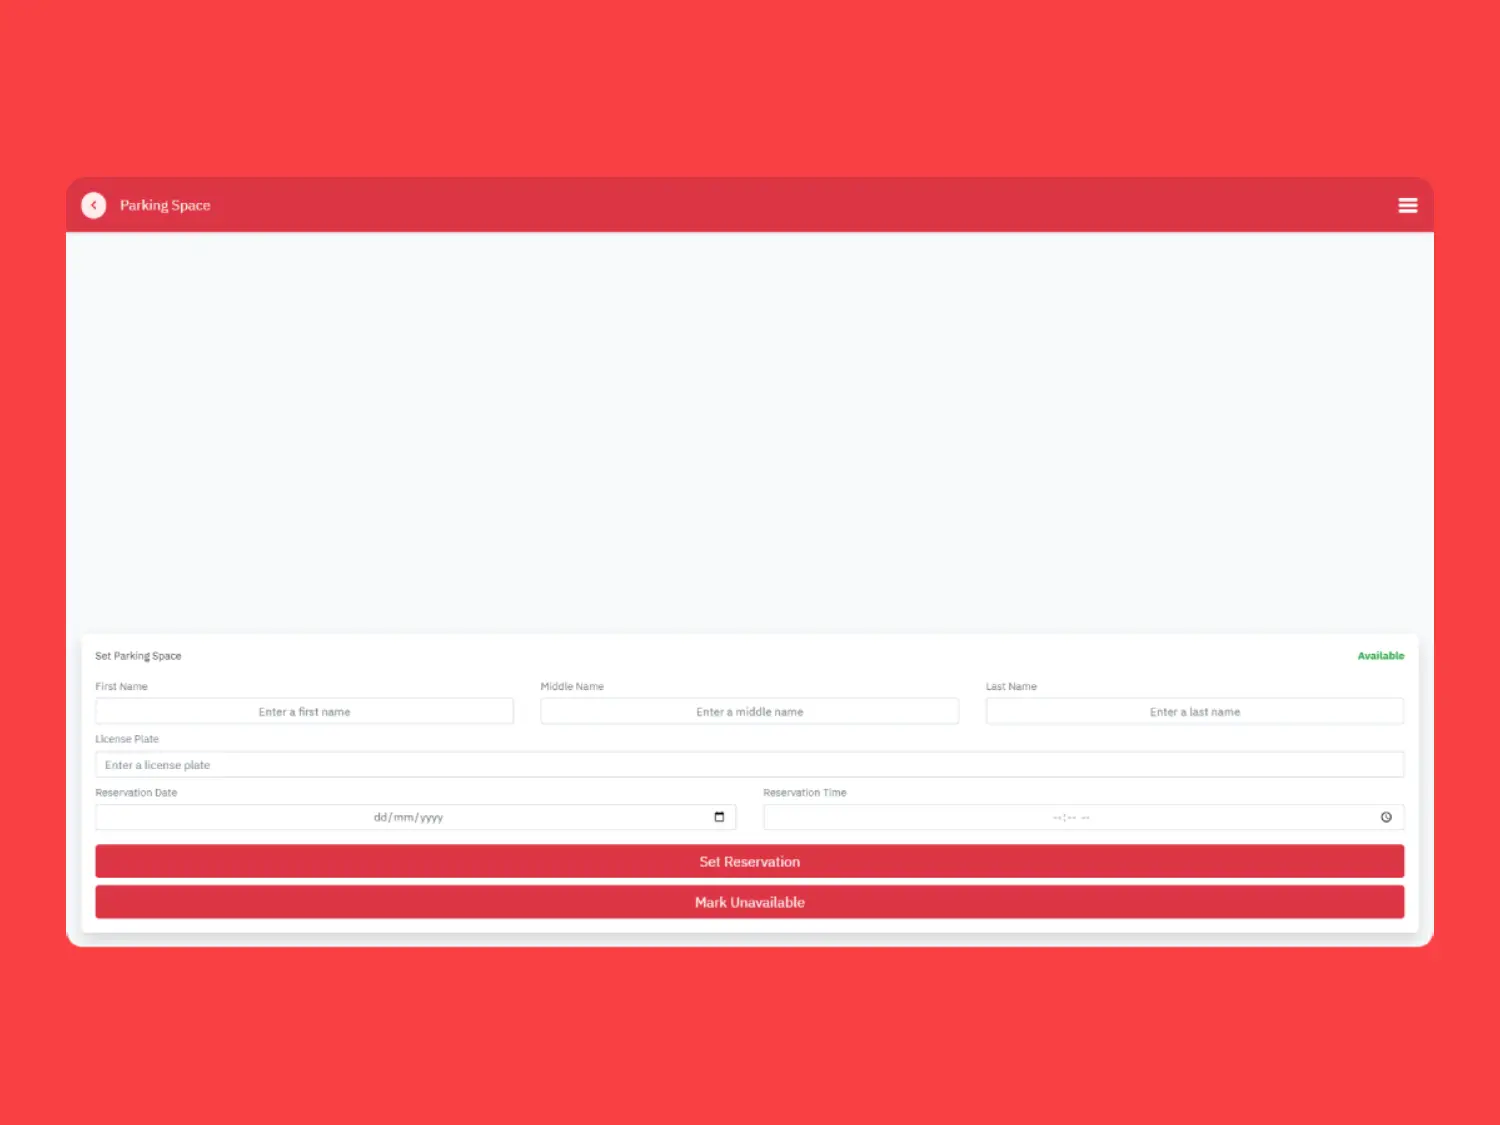 Parking Space
Set Parking Space
Available
First Name
Middle Name
Last Name
Enter a first name
Enter a middle name
Enter a last name
License Plate
Enter a license plate
Reservation Date
Reservation Time
dd/mm/yyyy
--:-- --
Set Reservation
Mark Unavailable